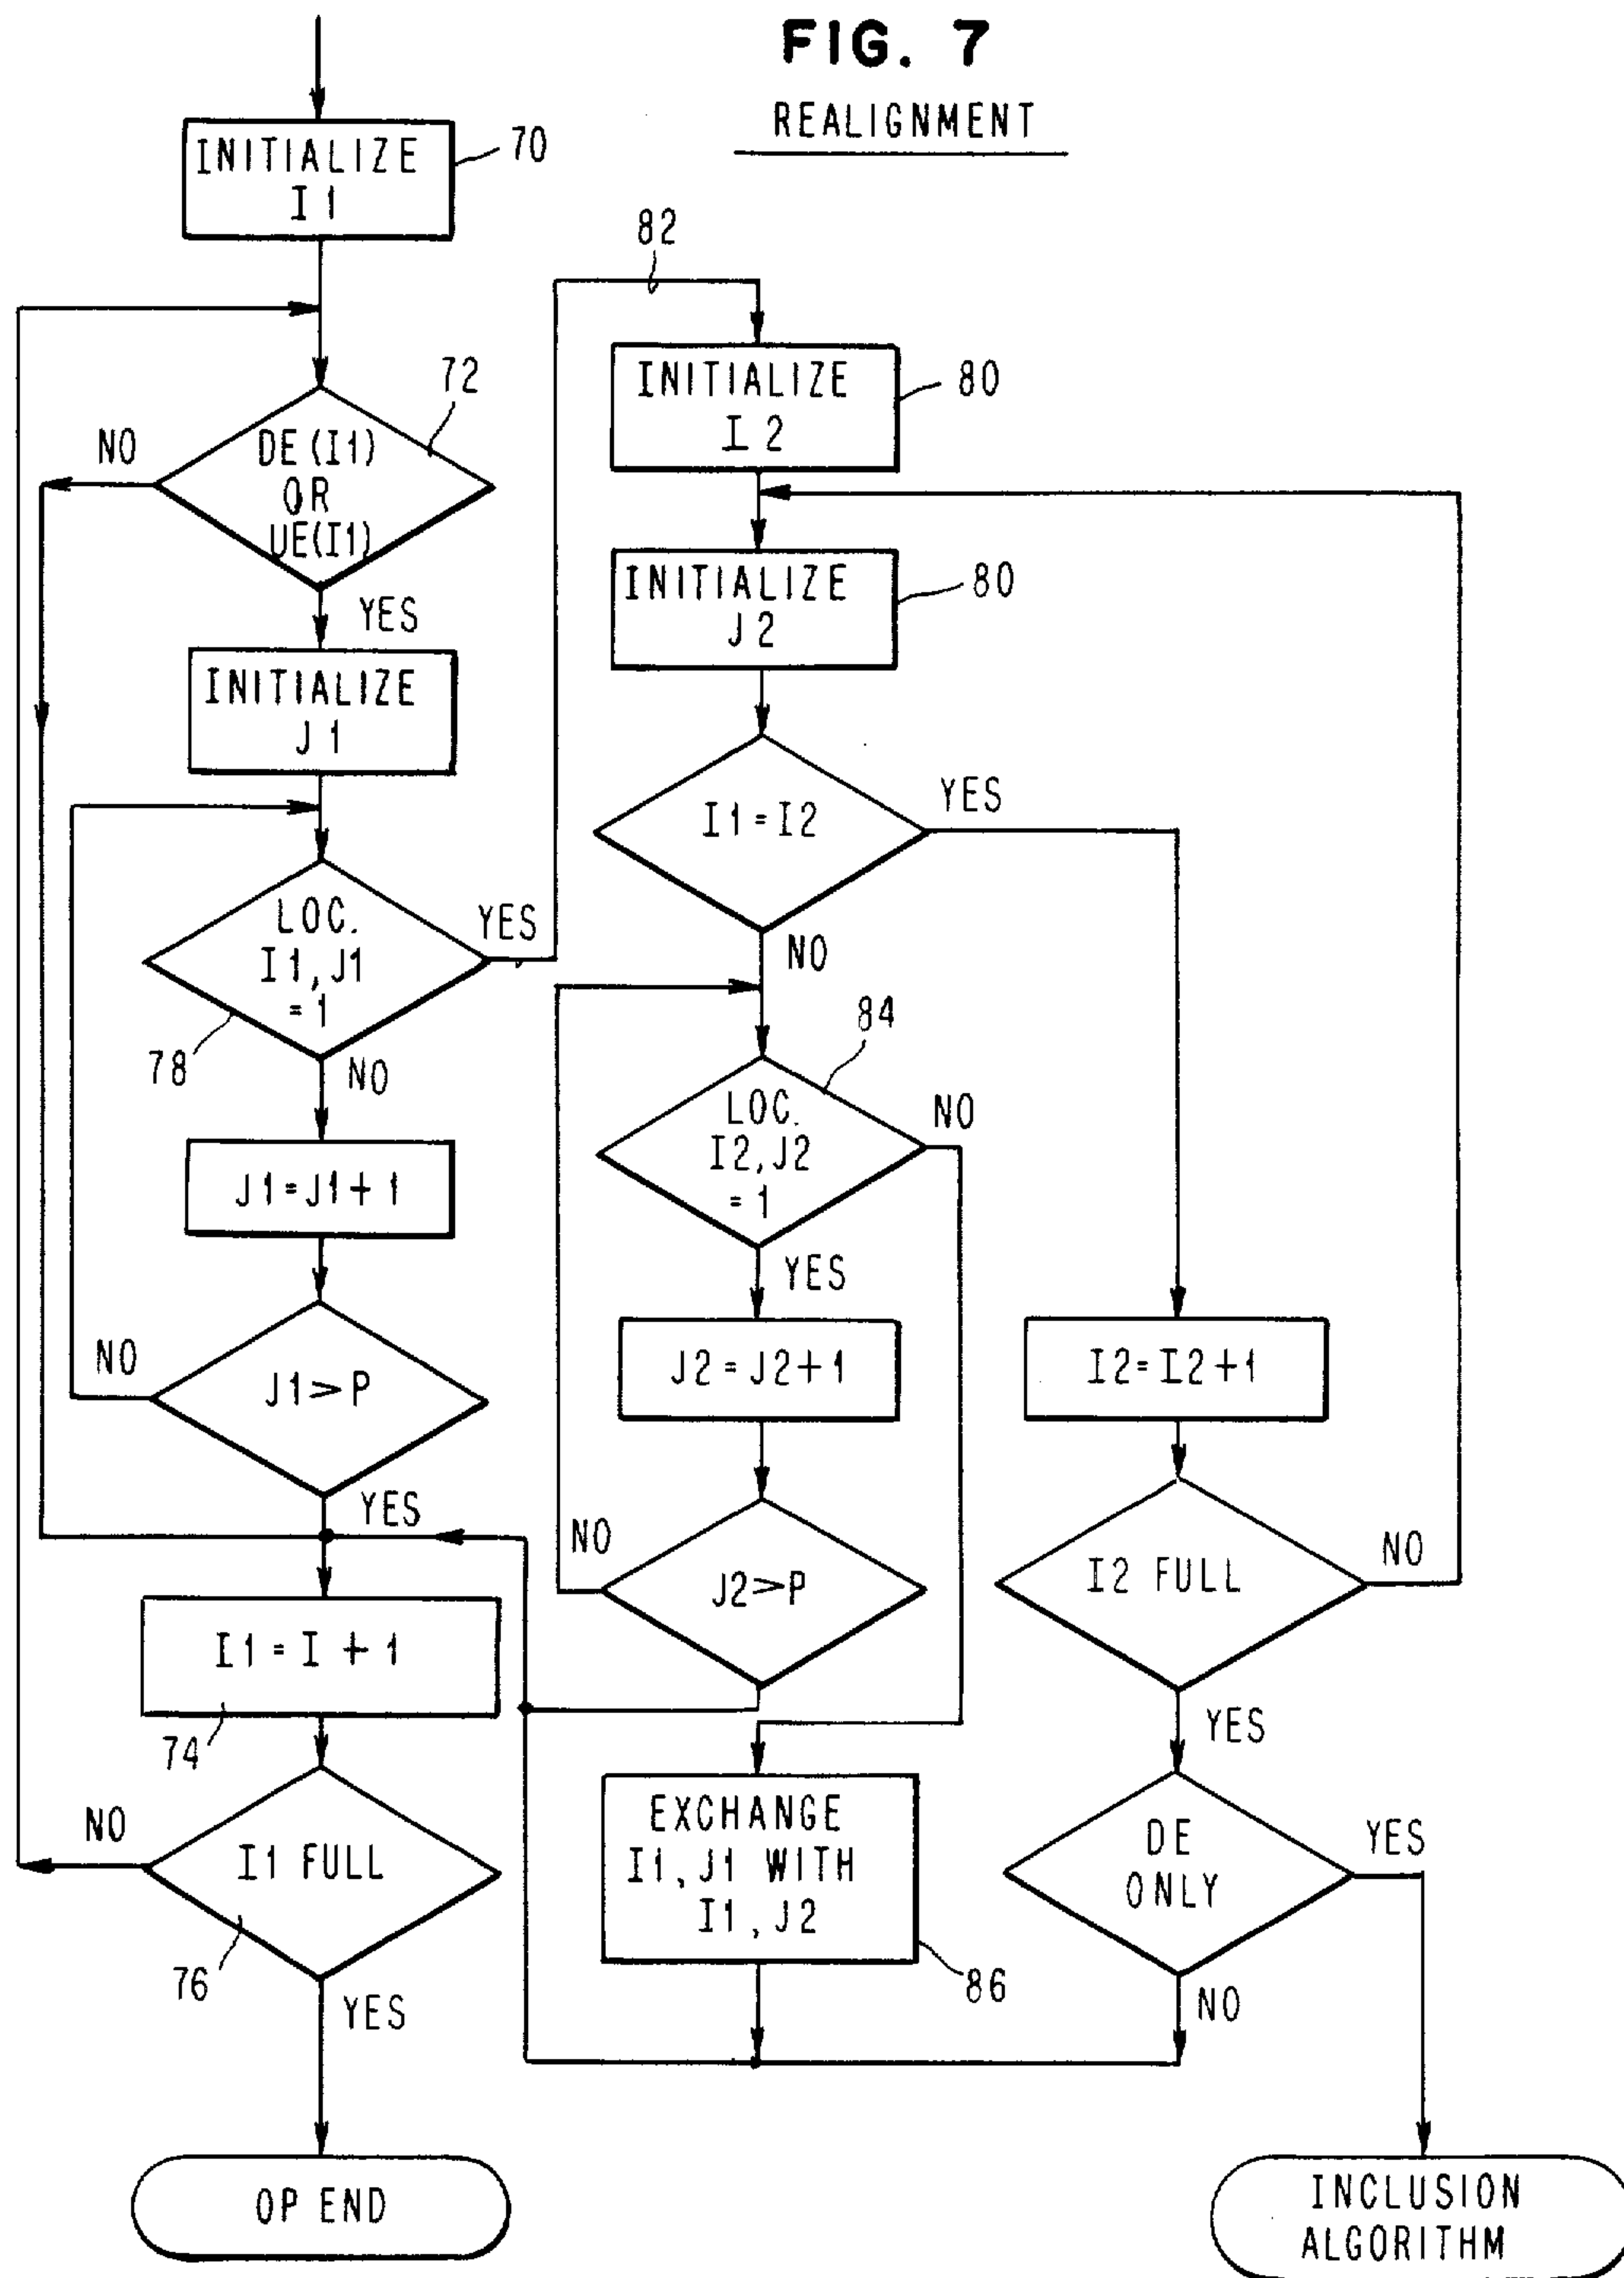 FIG. 7
REALIGNMENT
INITIALIZE
I1
70
NO
DE(I1)
OR
UE(I1)
72
YES
INITIALIZE
J1
LOC.
I1,J1
=1
YES
78
NO
J1=J1+1
NO
J1>P
YES
I1=I+1
74
NO
I1 FULL
76
YES
OP END
82
INITIALIZE
I2
80
INITIALIZE
J2
80
I1=I2
YES
NO
84
LOC.
I2,J2
=1
NO
YES
J2=J2+1
NO
J2>P
EXCHANGE
I1,J1 WITH
I1,J2
86
I2=I2+1
I2 FULL
NO
YES
DE
ONLY
YES
NO
INCLUSION
ALGORITHM